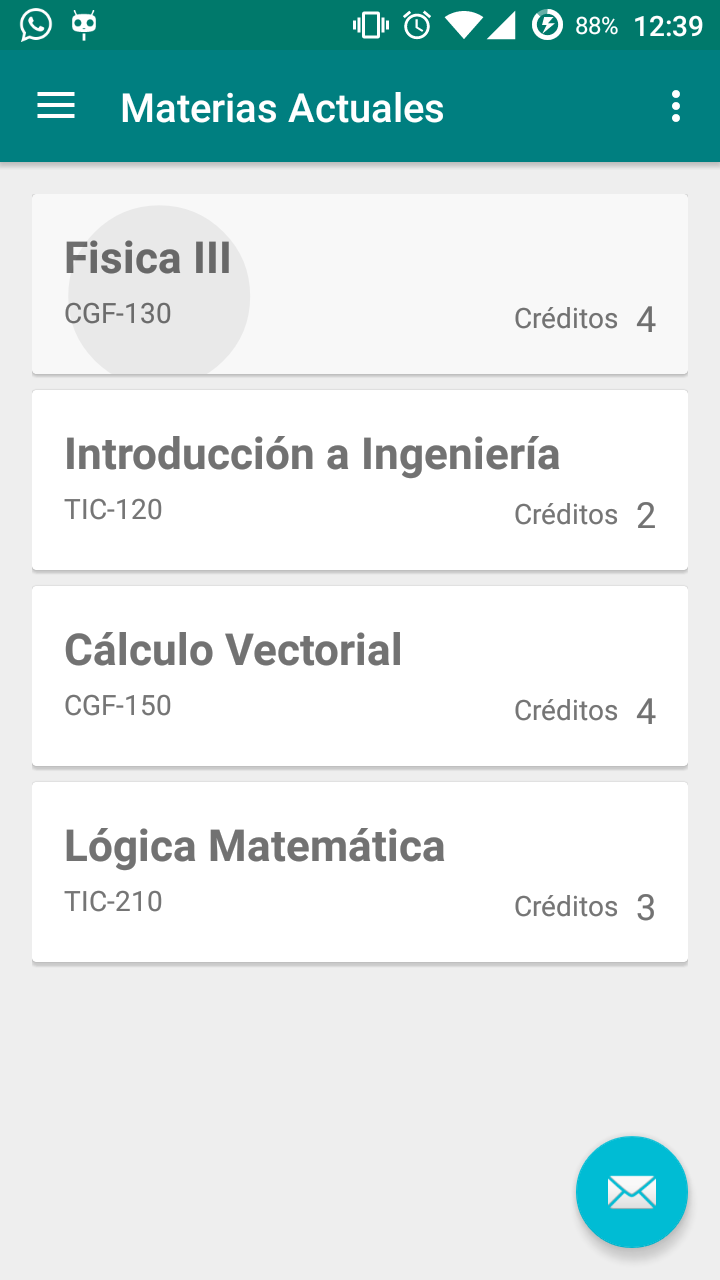 88% 12:39
Materias Actuales
Fisica III
CGF-130
Créditos 4
Introducción a Ingeniería
TIC-120
Créditos 2
Cálculo Vectorial
CGF-150
Créditos 4
Lógica Matemática
TIC-210
Créditos 3